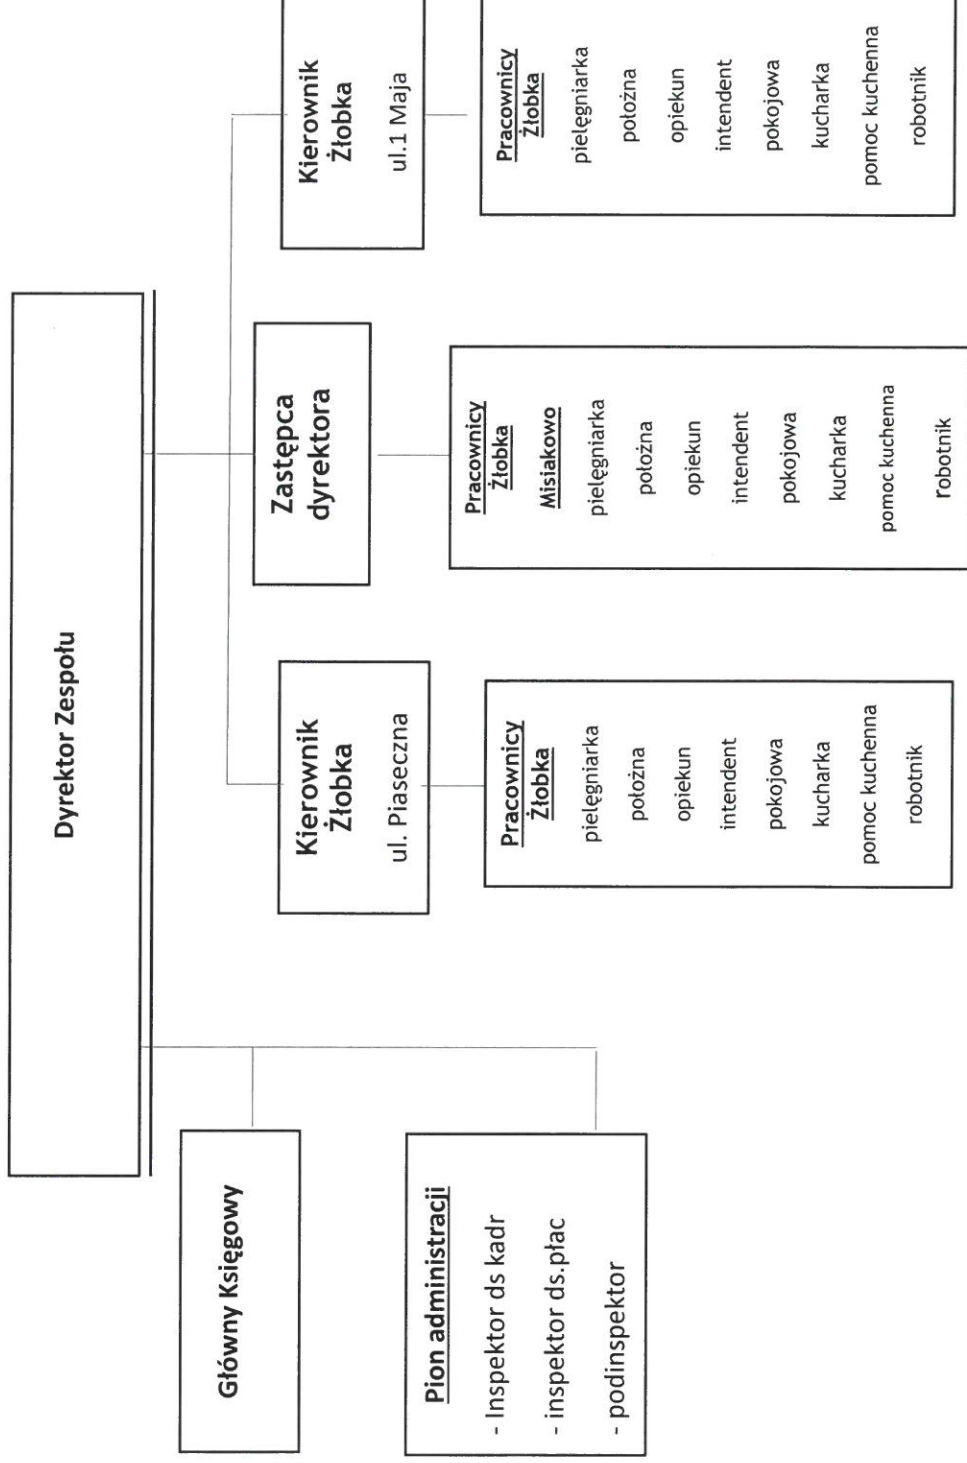 Dyrektor Zespołu
Główny Księgowy
Pion administracji
- Inspektor ds kadr
- inspektor ds.płac
- podinspektor
Kierownik
Żłobka
ul. Piaseczna
Pracownicy
Żłobka
pielęgniarka
położna
opiekun
intendent
pokojowa
kucharka
pomoc kuchenna
robotnik
Zastępca
dyrektora
Pracownicy
Żłobka
Misiakowo
pielęgniarka
położna
opiekun
intendent
pokojowa
kucharka
pomoc kuchenna
robotnik
Kierownik
Żłobka
ul.1 Maja
Pracownicy
Żłobka
pielęgniarka
położna
opiekun
intendent
pokojowa
kucharka
pomoc kuchenna
robotnik